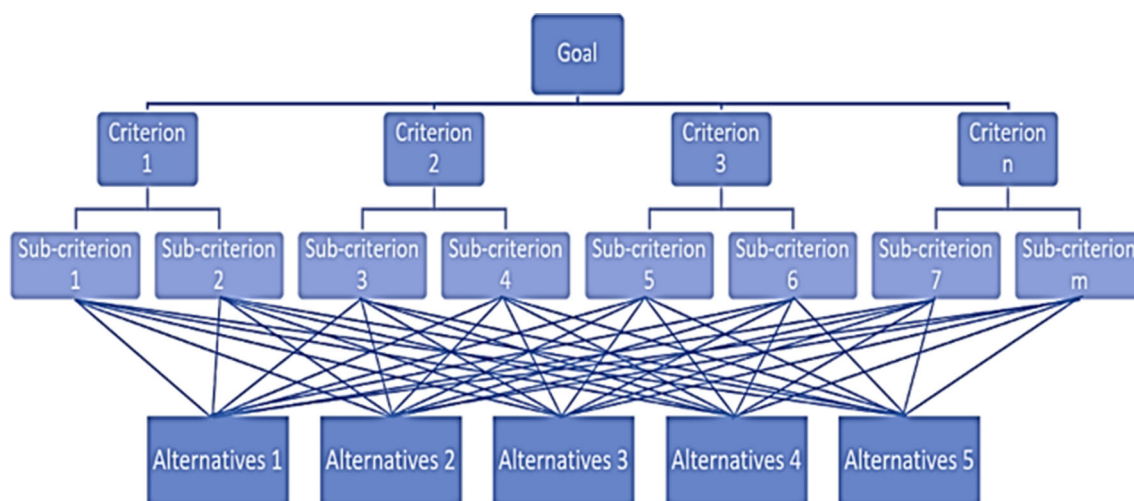 Goal
Criterion
1
Criterion
2
Criterion
3
Criterion
n
Sub-criterion
1
Sub-criterion
2
Sub-criterion
3
Sub-criterion
4
Sub-criterion
5
Sub-criterion
6
Sub-criterion
7
Sub-criterion
m
Alternatives 1
Alternatives 2
Alternatives 3
Alternatives 4
Alternatives 5